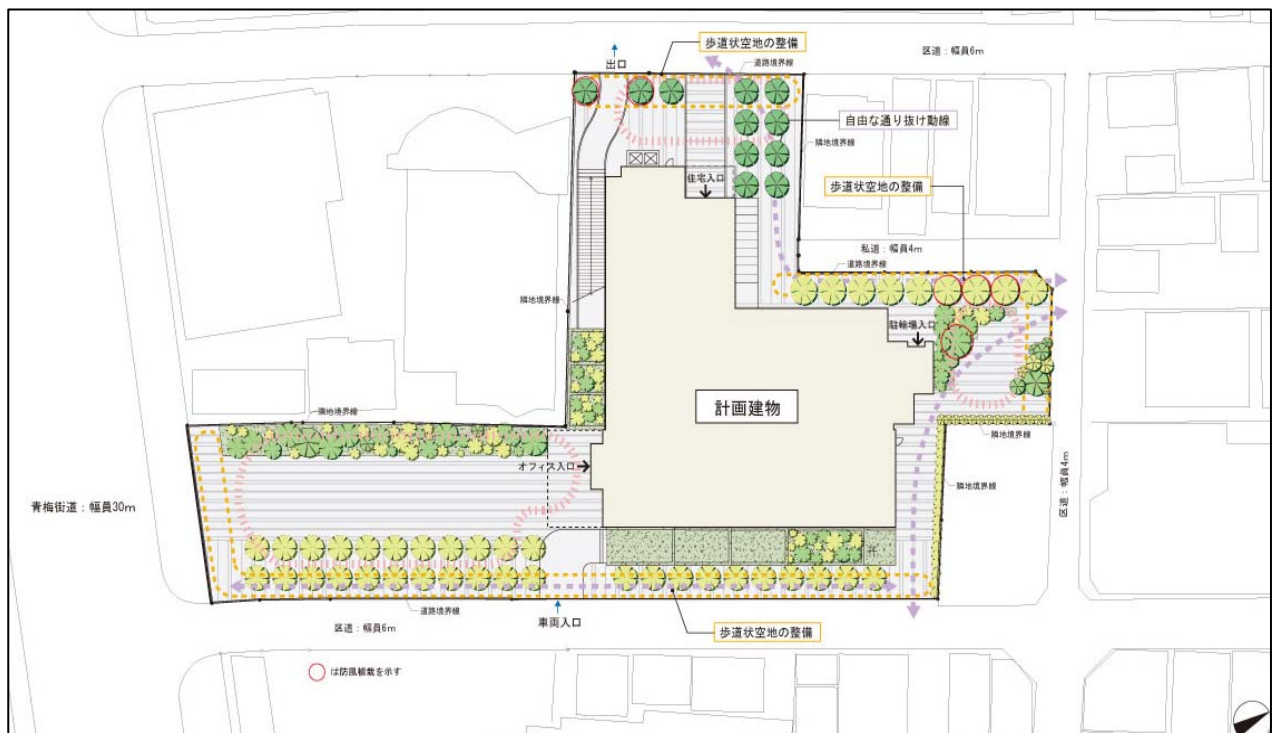 歩道状空地の整備
出口
道路境界線
区道：幅員6m
自由な通り抜け動線
隣地境界線
住宅入口
歩道状空地の整備
私道：幅員4m
道路境界線
隣地境界線
駐輪場入口
計画建物
隣地境界線
隣地境界線
オフィス入口
隣地境界線
青梅街道：幅員30m
区道：幅員4m
道路境界線
車両入口
歩道状空地の整備
区道：幅員6m
は防風植栽を示す